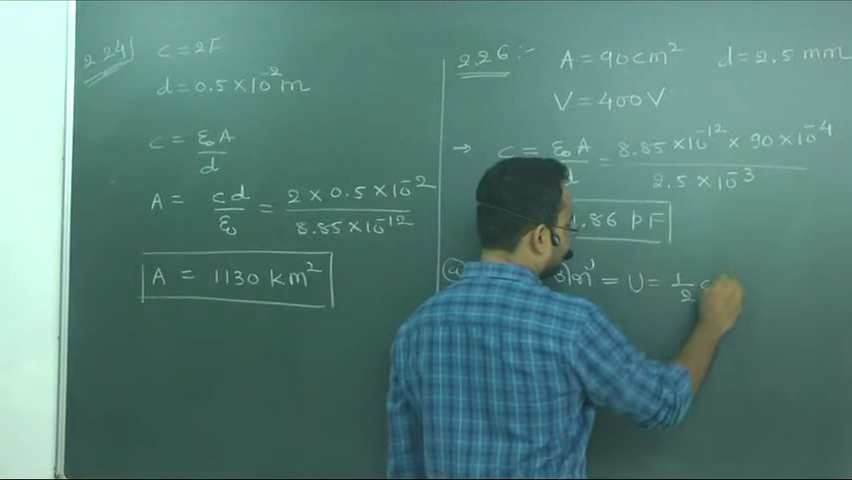 2.24)
C = 2F
d = 0.5 × 10⁻² m
C = ε₀A / d
A = cd / ε₀ = 2 × 0.5 × 10⁻² / 8.85 × 10⁻¹²
A = 1130 km²
2.26 :-
A = 90 cm² d = 2.5 mm
V = 400 V
→ C = ε₀A / d = 8.85 × 10⁻¹² × 90 × 10⁻⁴ / 2.5 × 10⁻³
1.86 PF
(a) = U = 1/2 c